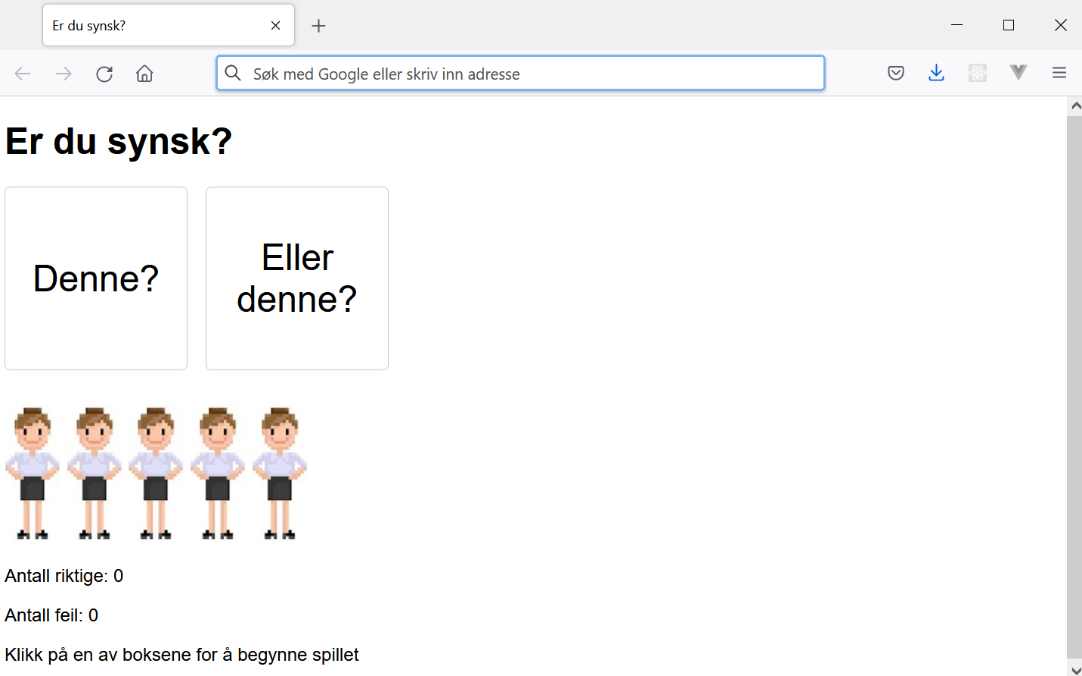 Er du synsk?
Søk med Google eller skriv inn adresse
Er du synsk?
Denne?
Eller
denne?
Antall riktige: 0
Antall feil: 0
Klikk på en av boksene for å begynne spillet